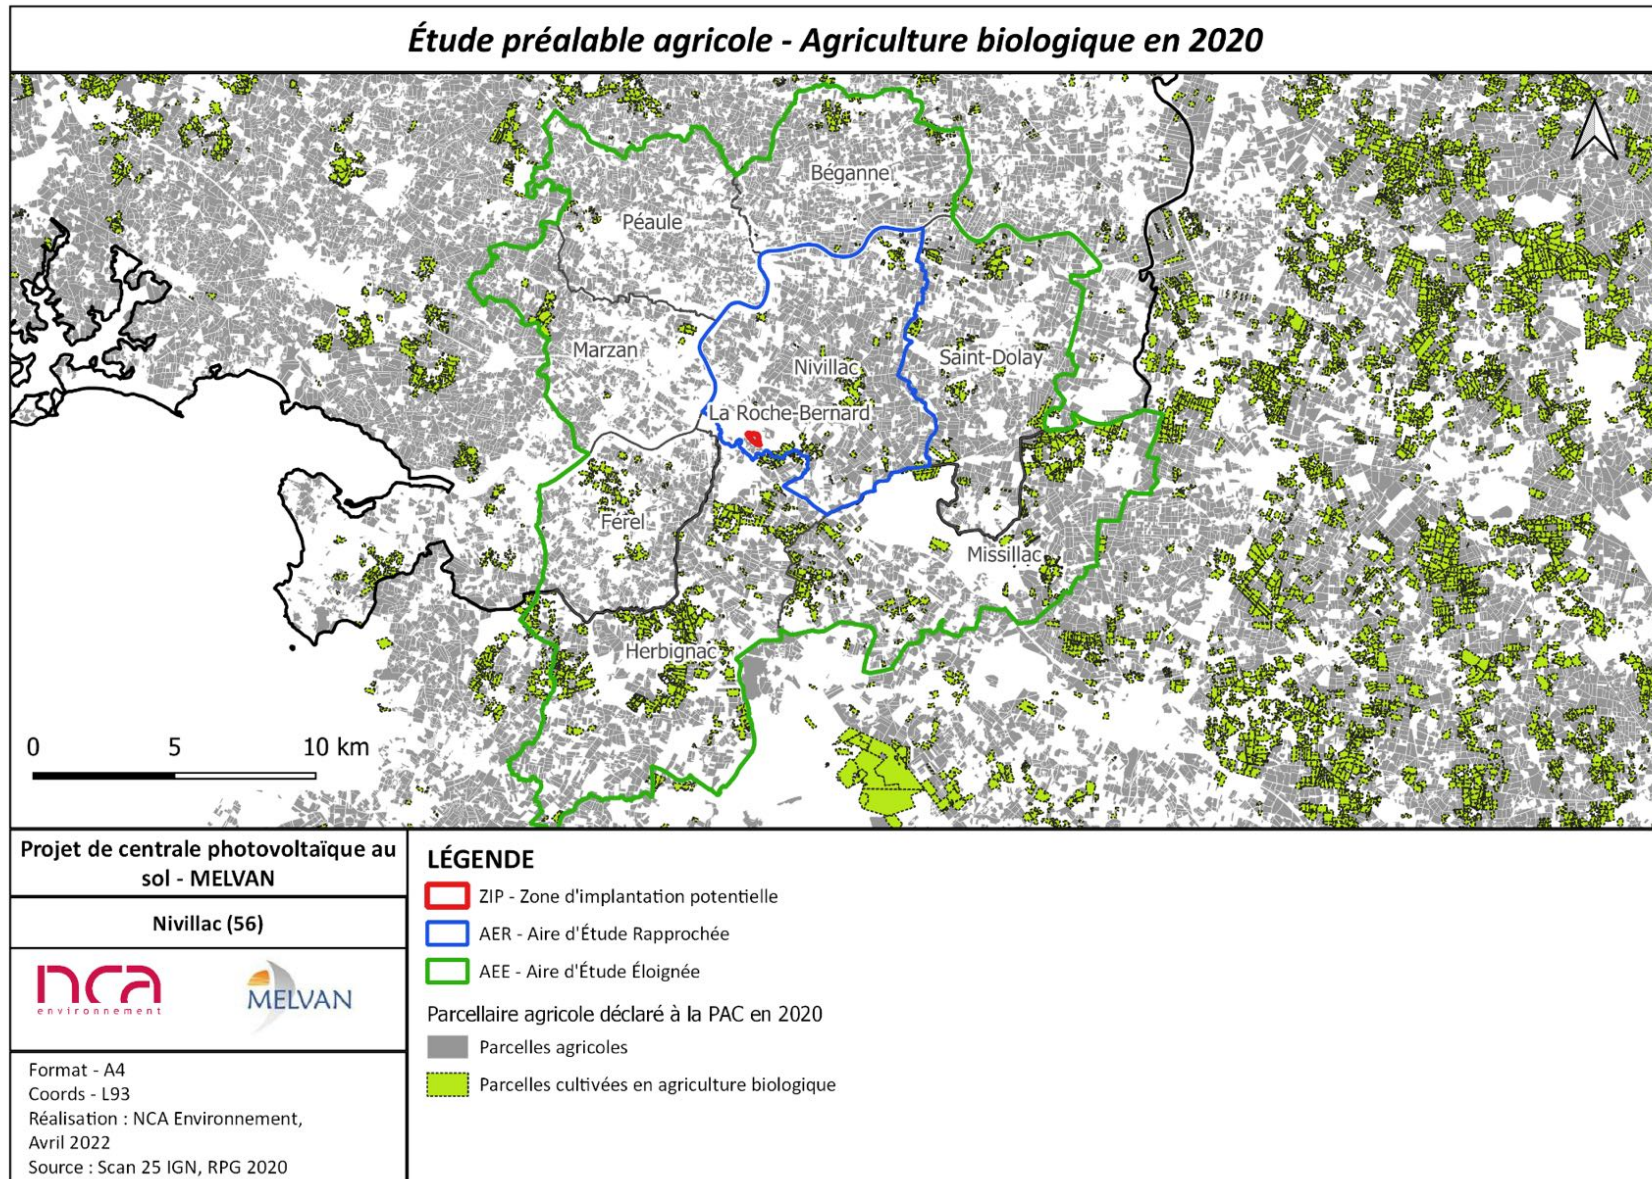 Étude préalable agricole - Agriculture biologique en 2020
Béganne
Péaule
Marzan
Nivillac
Saint-Dolay
La Roche-Bernard
Férel
Missillac
Herbignac
0 5 10 km
Projet de centrale photovoltaïque au
sol - MELVAN
Nivillac (56)
nca
environnement
MELVAN
Format - A4
Coords - L93
Réalisation : NCA Environnement,
Avril 2022
Source : Scan 25 IGN, RPG 2020
LÉGENDE
ZIP - Zone d'implantation potentielle
AER - Aire d'Étude Rapprochée
AEE - Aire d'Étude Éloignée
Parcellaire agricole déclaré à la PAC en 2020
Parcelles agricoles
Parcelles cultivées en agriculture biologique